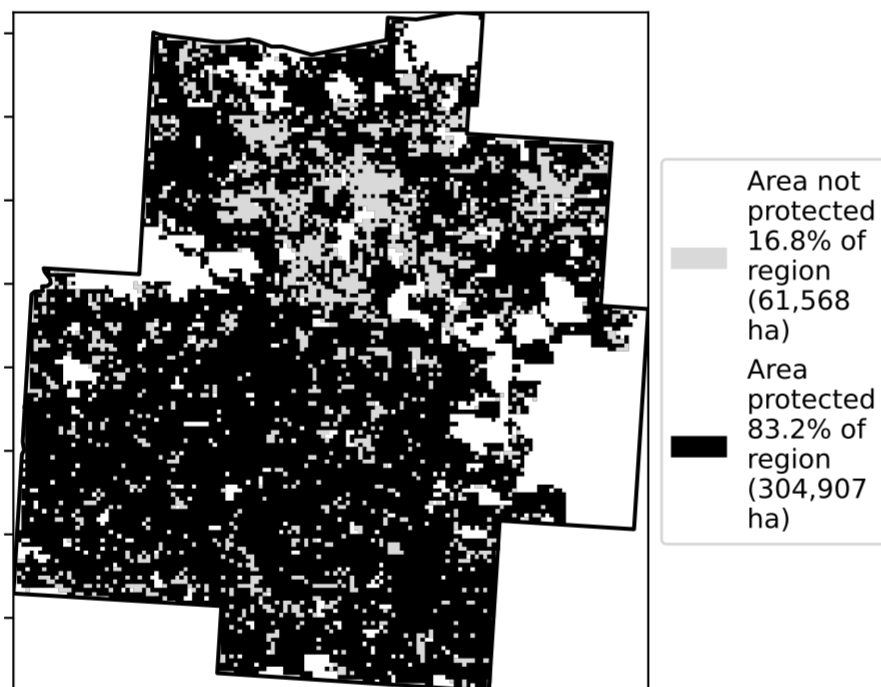 Area not
protected
16.8% of
region
(61,568
ha)
Area
protected
83.2% of
region
(304,907
ha)